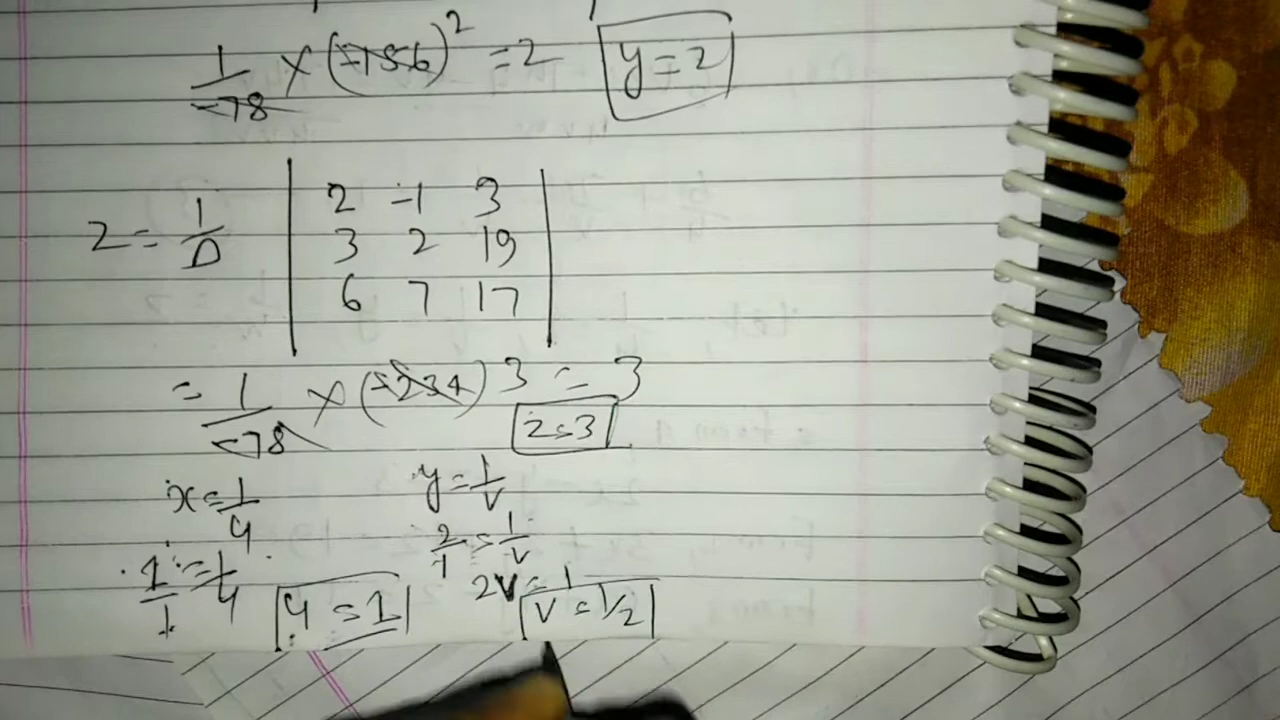 1/-78 × (-156)² = 2 y = 2
z = 1/D | 2 -1 3 |
| 3 2 19 |
| 6 7 17 |
= 1/-78 × (-234) 3 = 3
z = 3
x = 1/u y = 1/v
2/1 = 1/v
1/1 = 1/u u = 1 2v = 1
v = 1/2